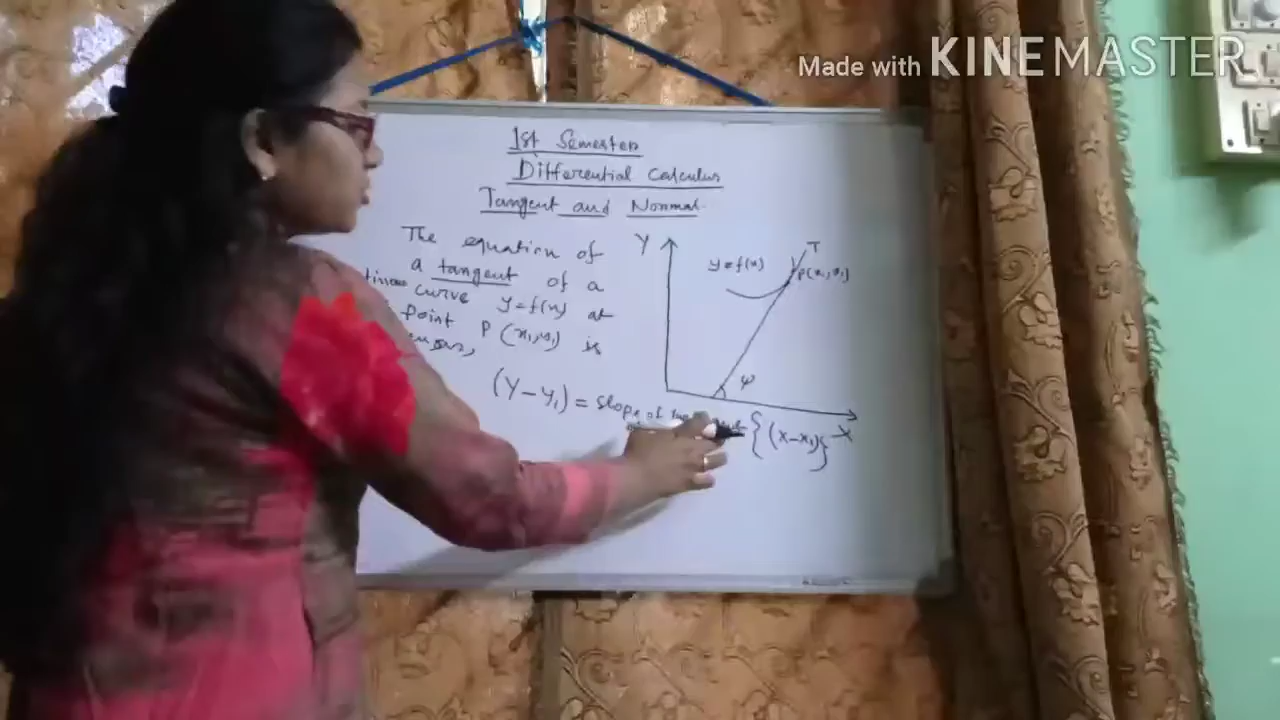 Made with KINEMASTER
1st Semester
Differential Calculus
Tangent and Normal
The equation of
a tangent of a
curve y=f(x) at
point P (x₁,y₁) is
(Y-y₁) = slope of {(X-x₁)}
Y
y=f(x)
T
P(x₁,y₁)
ψ
X